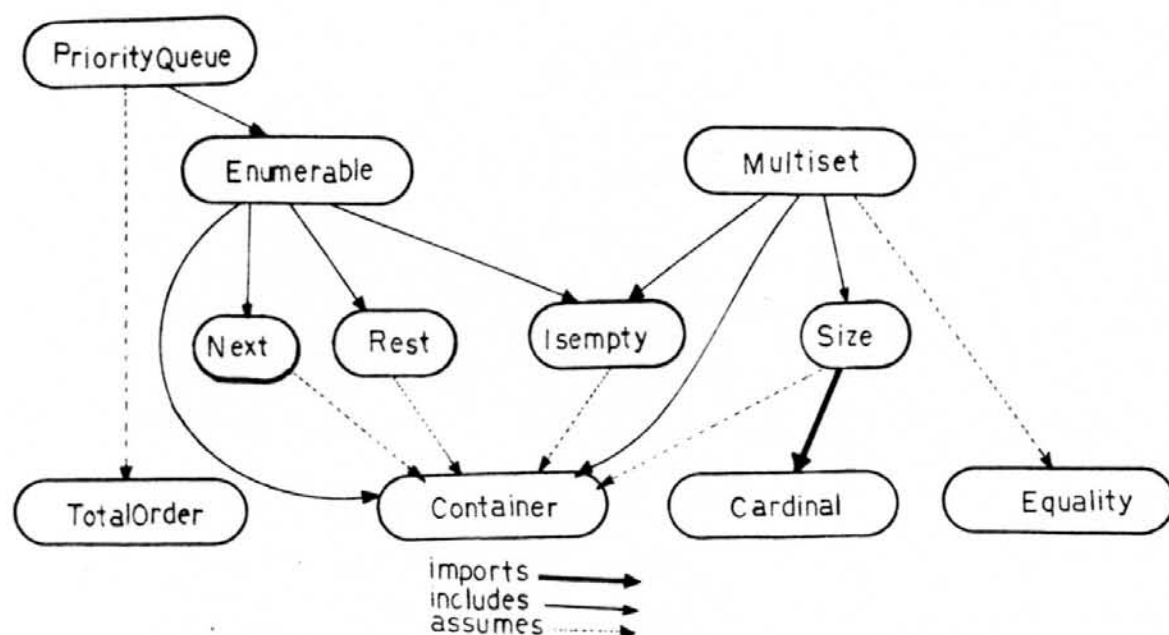 PriorityQueue
Enumerable
Multiset
Next
Rest
Isempty
Size
TotalOrder
Container
Cardinal
Equality
imports
includes
assumes